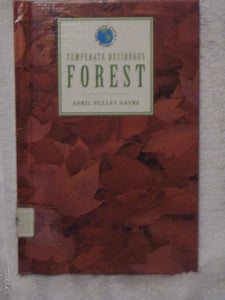 TEMPERATE DECIDUOUS
FOREST
APRIL PULLEY SAYRE